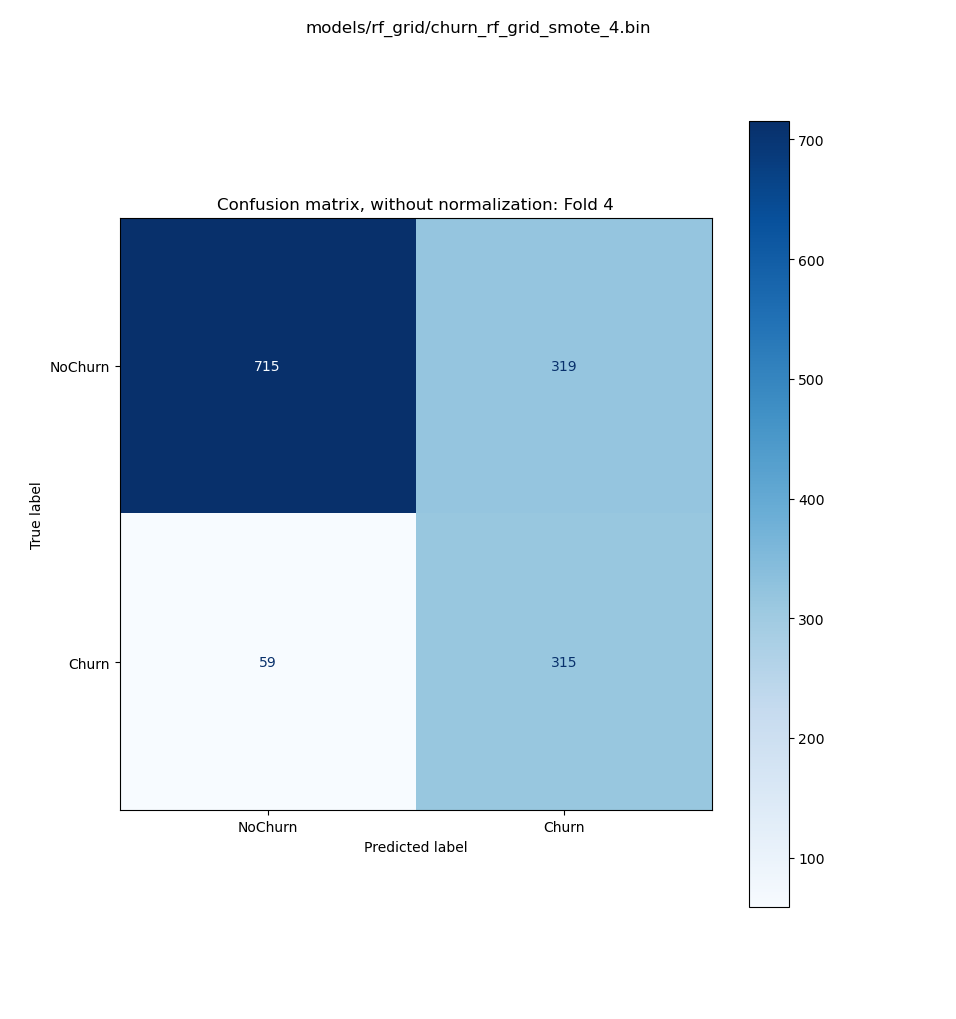 models/rf_grid/churn_rf_grid_smote_4.bin
Confusion matrix, without normalization: Fold 4
NoChurn
715
319
Churn
59
315
True label
NoChurn
Churn
Predicted label
700
600
500
400
300
200
100